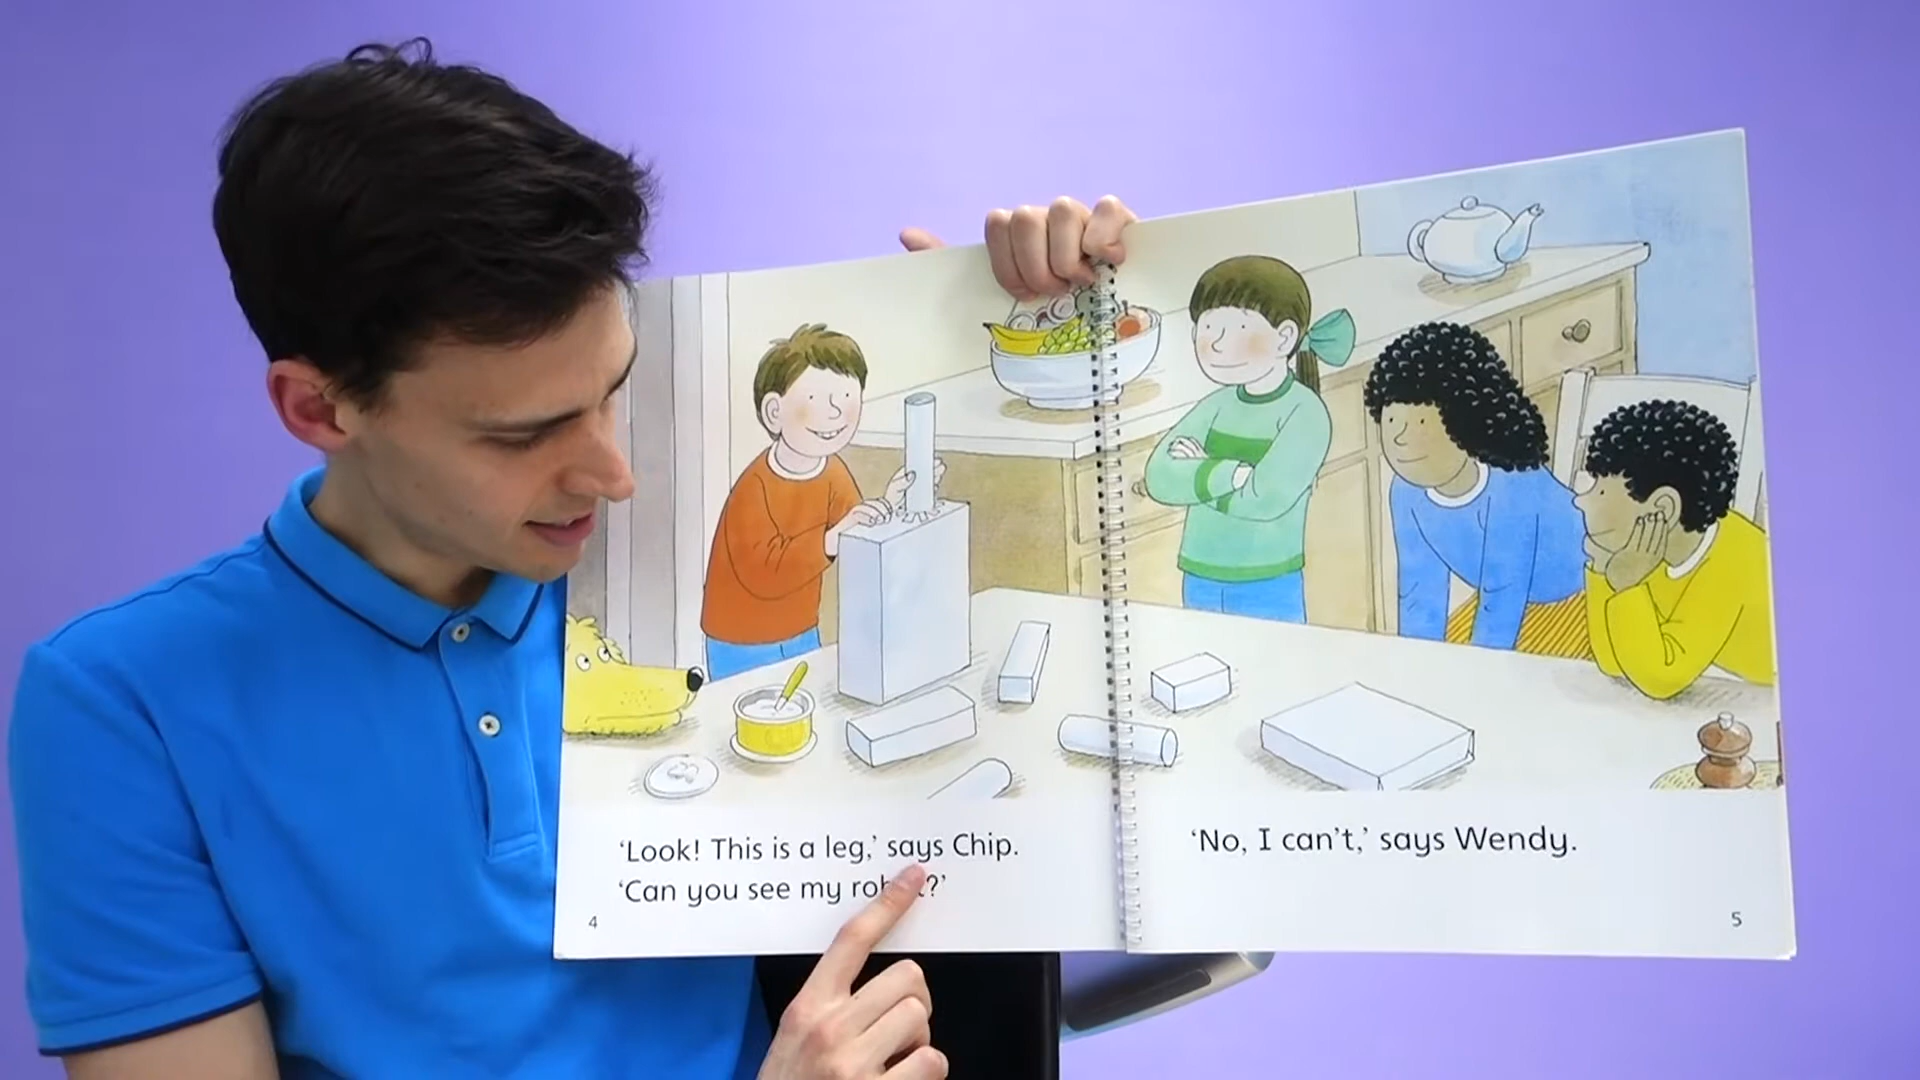 ‘Look! This is a leg,’ says Chip.
‘Can you see my ?’
4
‘No, I can’t,’ says Wendy.
5